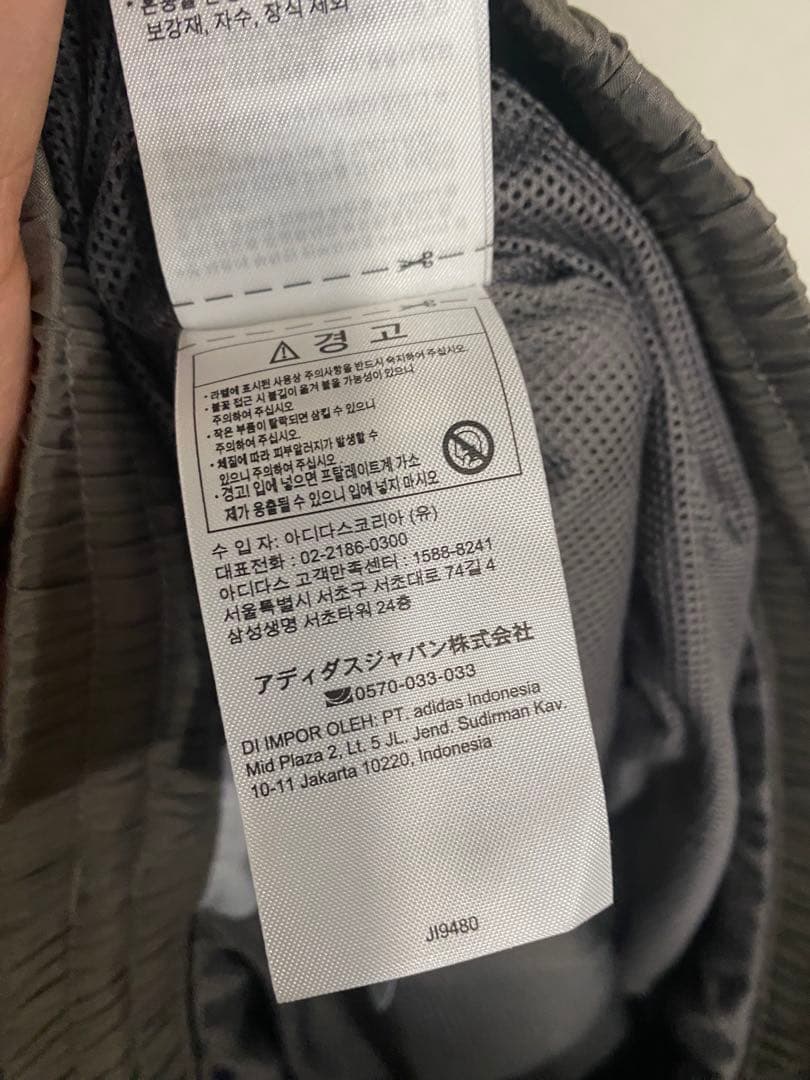 보강재, 자수, 장식 제외
⚠ 경 고
· 라벨에 표시된 사용상 주의사항을 반드시 숙지하여 주십시오.
· 불꽃 접근 시 불길이 옮겨 붙을 가능성이 있으니
주의하여 주십시오
· 작은 부품이 탈락되면 삼킬 수 있으니
주의하여 주십시오.
· 체질에 따라 피부알러지가 발생할 수
있으니 주의하여 주십시오
· 경고! 입에 넣으면 프탈레이트계 가소
제가 용출될 수 있으니 입에 넣지 마시오
수 입 자: 아디다스코리아 (유)
대표전화 : 02-2186-0300
아디다스 고객만족센터 : 1588-8241
서울특별시 서초구 서초대로 74길 4
삼성생명 서초타워 24층
アディダスジャパン株式会社
0570-033-033
DI IMPOR OLEH: PT. adidas Indonesia
Mid Plaza 2, Lt. 5 JL. Jend. Sudirman Kav.
10-11 Jakarta 10220, Indonesia
JI9480